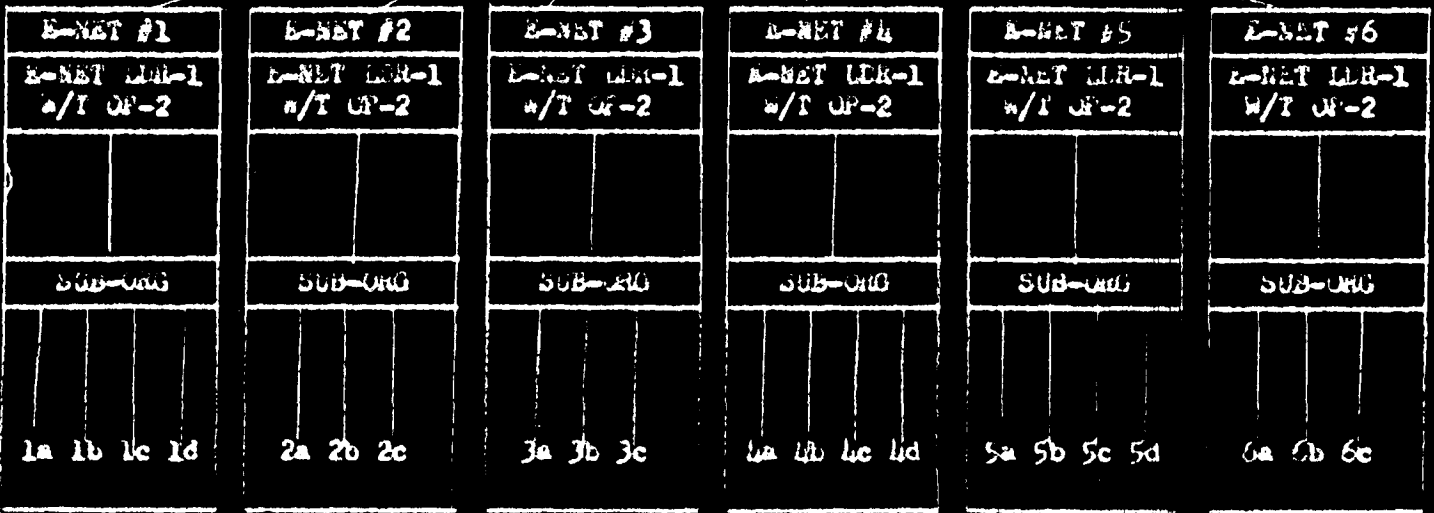 E-NET #1
E-NET LDR-1
W/T OP-2
SUB-ORG
1a 1b 1c 1d
E-NET #2
E-NET LDR-1
W/T OP-2
SUB-ORG
2a 2b 2c
E-NET #3
E-NET LDR-1
W/T OP-2
SUB-ORG
3a 3b 3c
E-NET #4
E-NET LDR-1
W/T OP-2
SUB-ORG
4a 4b 4c 4d
E-NET #5
E-NET LDR-1
W/T OP-2
SUB-ORG
5a 5b 5c 5d
E-NET #6
E-NET LDR-1
W/T OP-2
SUB-ORG
6a 6b 6c